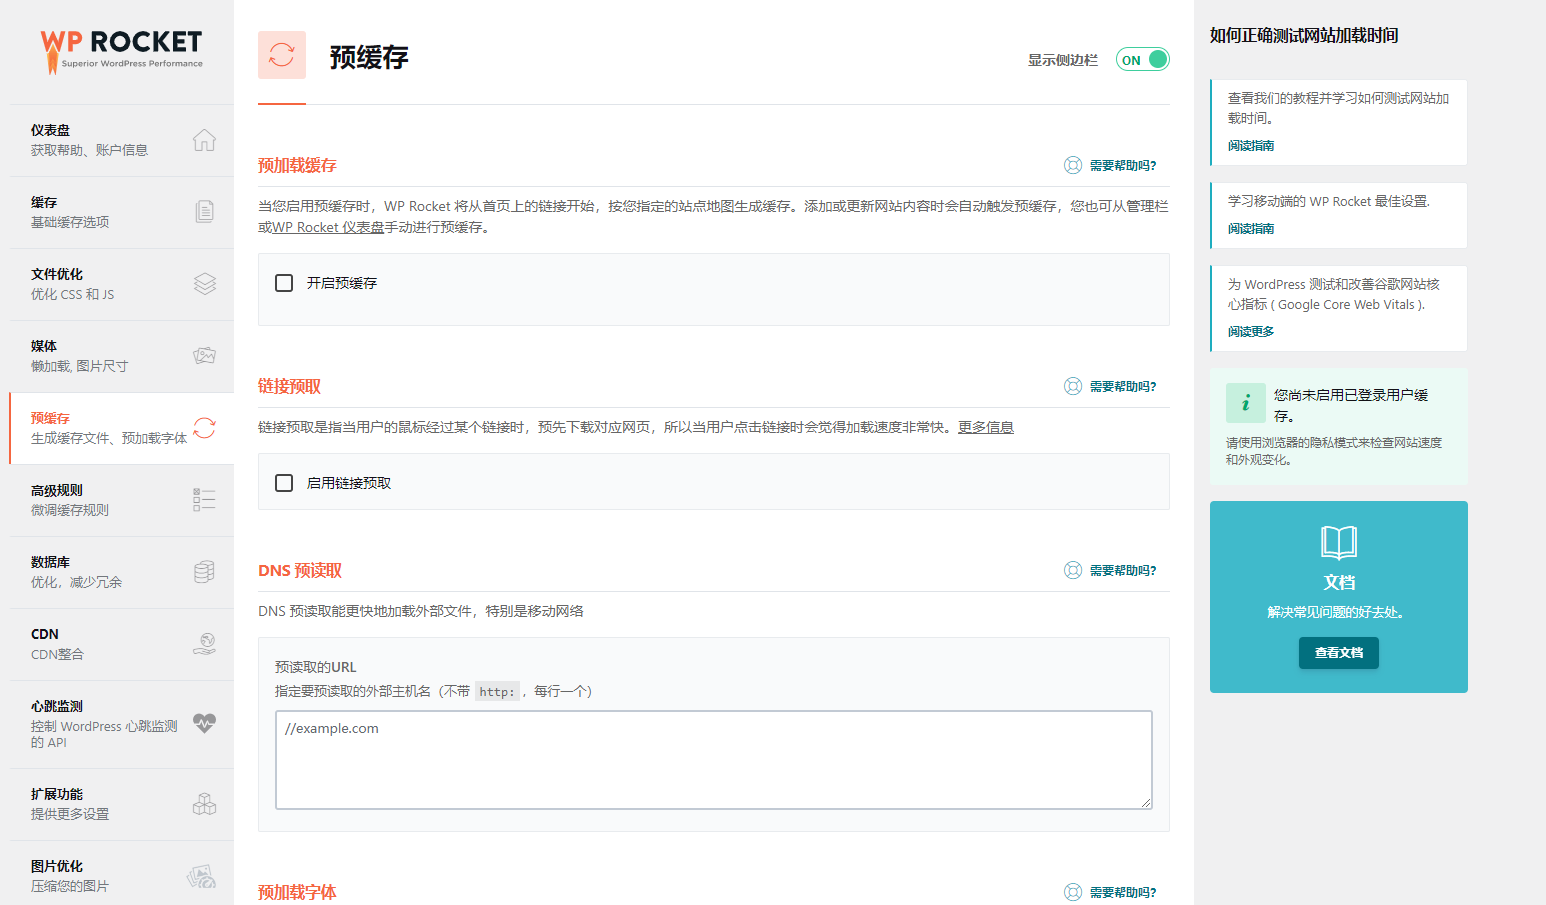 WP ROCKET
Superior WordPress Performance
仪表盘
获取帮助、账户信息
缓存
基础缓存选项
文件优化
优化 CSS 和 JS
媒体
懒加载, 图片尺寸
预缓存
生成缓存文件、预加载字体
高级规则
微调缓存规则
数据库
优化，减少冗余
CDN
CDN整合
心跳监测
控制 WordPress 心跳监测
的 API
扩展功能
提供更多设置
图片优化
压缩您的图片
预缓存
显示侧边栏
ON
预加载缓存
需要帮助吗?
当您启用预缓存时，WP Rocket 将从首页上的链接开始，按您指定的站点地图生成缓存。添加或更新网站内容时会自动触发预缓存，您也可从管理栏
或WP Rocket 仪表盘手动进行预缓存。
开启预缓存
链接预取
需要帮助吗?
链接预取是指当用户的鼠标经过某个链接时，预先下载对应网页，所以当用户点击链接时会觉得加载速度非常快。更多信息
启用链接预取
DNS 预读取
需要帮助吗?
DNS 预读取能更快地加载外部文件，特别是移动网络
预读取的URL
指定要预读取的外部主机名（不带 http:，每行一个）
//example.com
预加载字体
需要帮助吗?
如何正确测试网站加载时间
查看我们的教程并学习如何测试网站加
载时间。
阅读指南
学习移动端的 WP Rocket 最佳设置.
阅读指南
为 WordPress 测试和改善谷歌网站核
心指标 ( Google Core Web Vitals ).
阅读更多
i
您尚未启用已登录用户缓
存。
请使用浏览器的隐私模式来检查网站速度
和外观变化。
文档
解决常见问题的好去处。
查看文档